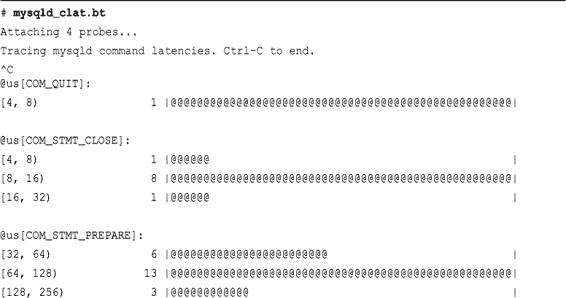 # mysqld_clat.bt
Attaching 4 probes...
Tracing mysqld command latencies. Ctrl-C to end.
^C
@us[COM_QUIT]:
[4, 8)                 1 |@@@@@@@@@@@@@@@@@@@@@@@@@@@@@@@@@@@@@@@@@@@@@@@@@@@@|
@us[COM_STMT_CLOSE]:
[4, 8)                 1 |@@@@@@                                              |
[8, 16)                8 |@@@@@@@@@@@@@@@@@@@@@@@@@@@@@@@@@@@@@@@@@@@@@@@@@@@@|
[16, 32)               1 |@@@@@@                                              |
@us[COM_STMT_PREPARE]:
[32, 64)               6 |@@@@@@@@@@@@@@@@@@@@@@@@                            |
[64, 128)             13 |@@@@@@@@@@@@@@@@@@@@@@@@@@@@@@@@@@@@@@@@@@@@@@@@@@@@|
[128, 256)             3 |@@@@@@@@@@@@                                        |